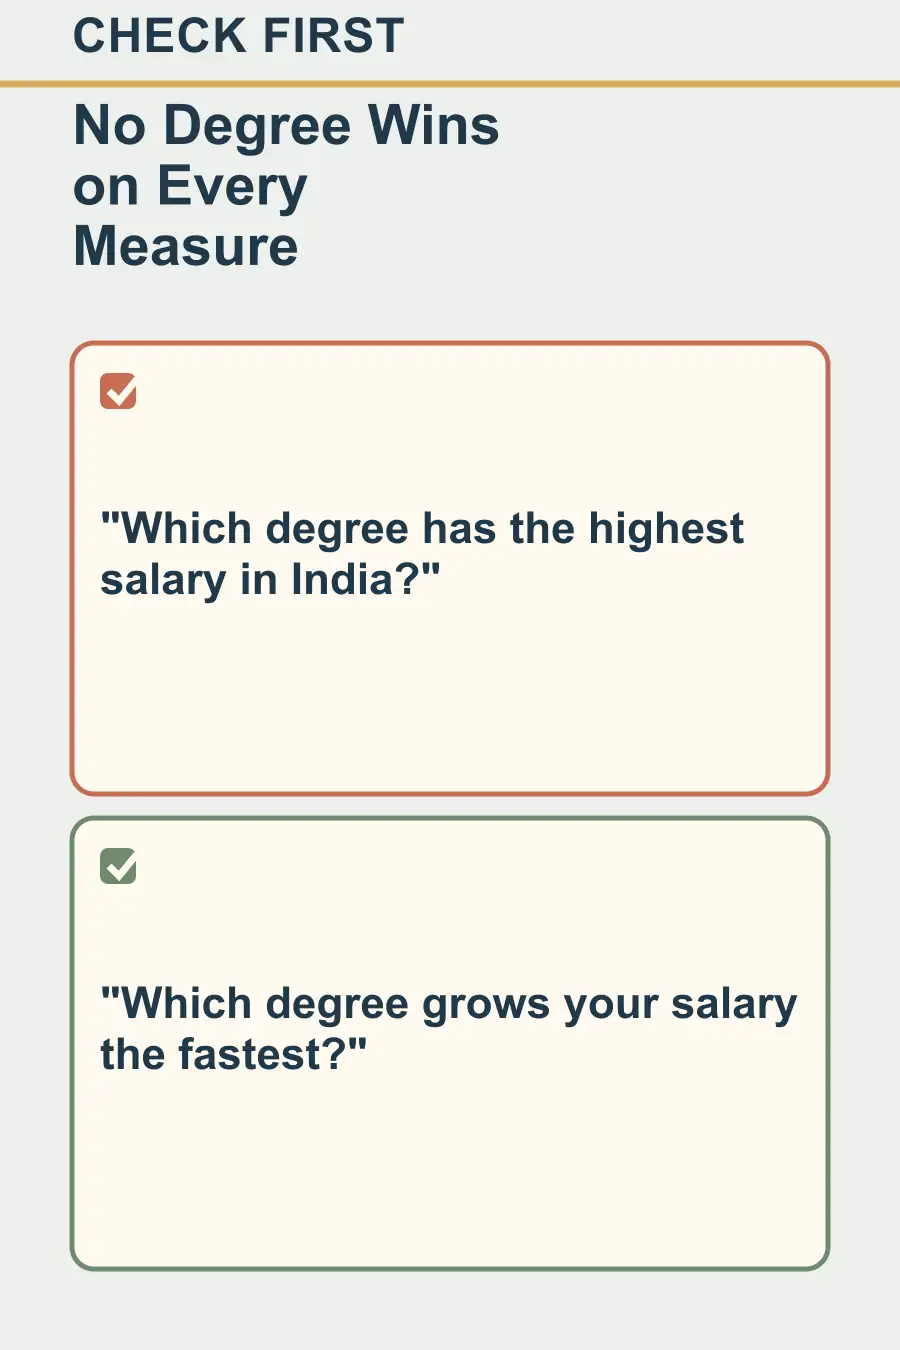 CHECK FIRST
No Degree Wins
on Every
Measure
"Which degree has the highest
salary in India?"
"Which degree grows your salary
the fastest?"